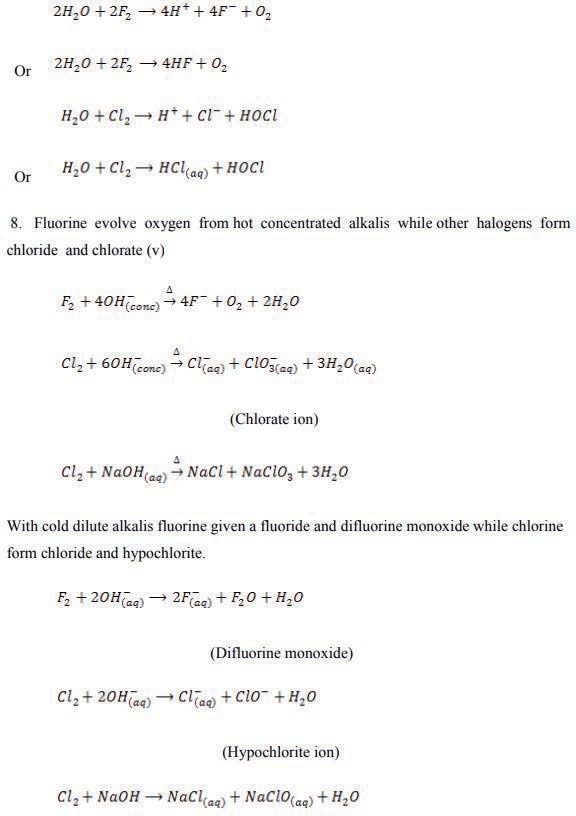 2H₂O + 2F₂ → 4H⁺ + 4F⁻ + O₂
Or 2H₂O + 2F₂ → 4HF + O₂
H₂O + Cl₂ → H⁺ + Cl⁻ + HOCl
Or H₂O + Cl₂ → HCl₍aq₎ + HOCl
8. Fluorine evolve oxygen from hot concentrated alkalis while other halogens form
chloride and chlorate (v)
F₂ + 4OH⁻(conc) →Δ 4F⁻ + O₂ + 2H₂O
Cl₂ + 6OH⁻(conc) →Δ Cl⁻(aq) + ClO₃⁻(aq) + 3H₂O(aq)
(Chlorate ion)
Cl₂ + NaOH(aq) →Δ NaCl + NaClO₃ + 3H₂O
With cold dilute alkalis fluorine given a fluoride and difluorine monoxide while chlorine
form chloride and hypochlorite.
F₂ + 2OH⁻(aq) → 2F⁻(aq) + F₂O + H₂O
(Difluorine monoxide)
Cl₂ + 2OH⁻(aq) → Cl⁻(aq) + ClO⁻ + H₂O
(Hypochlorite ion)
Cl₂ + NaOH → NaCl(aq) + NaClO(aq) + H₂O